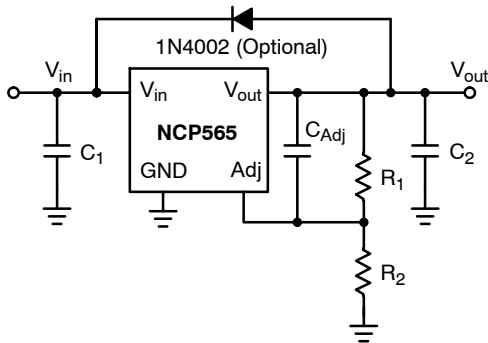 1N4002 (Optional)
V_in
V_out
V_in
V_out
NCP565
C_Adj
C_1
GND
Adj
R_1
C_2
R_2